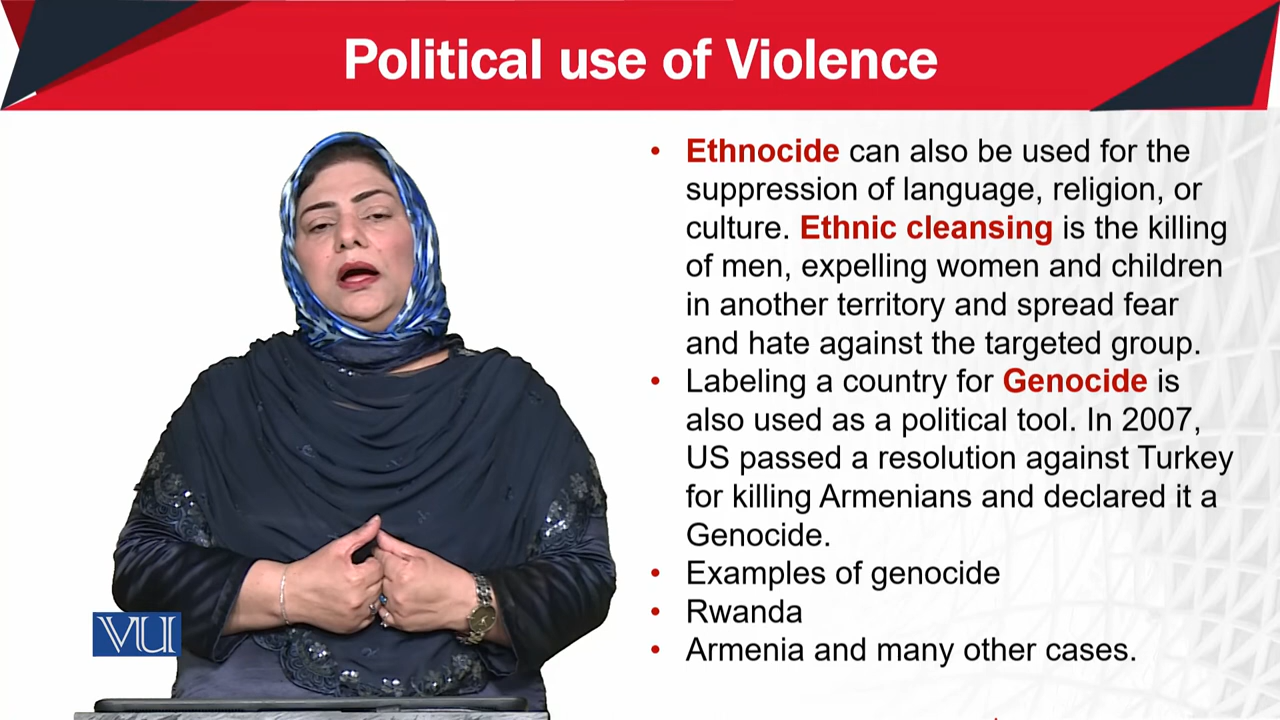 Political use of Violence
• Ethnocide can also be used for the
suppression of language, religion, or
culture. Ethnic cleansing is the killing
of men, expelling women and children
in another territory and spread fear
and hate against the targeted group.
• Labeling a country for Genocide is
also used as a political tool. In 2007,
US passed a resolution against Turkey
for killing Armenians and declared it a
Genocide.
• Examples of genocide
• Rwanda
• Armenia and many other cases.
VU